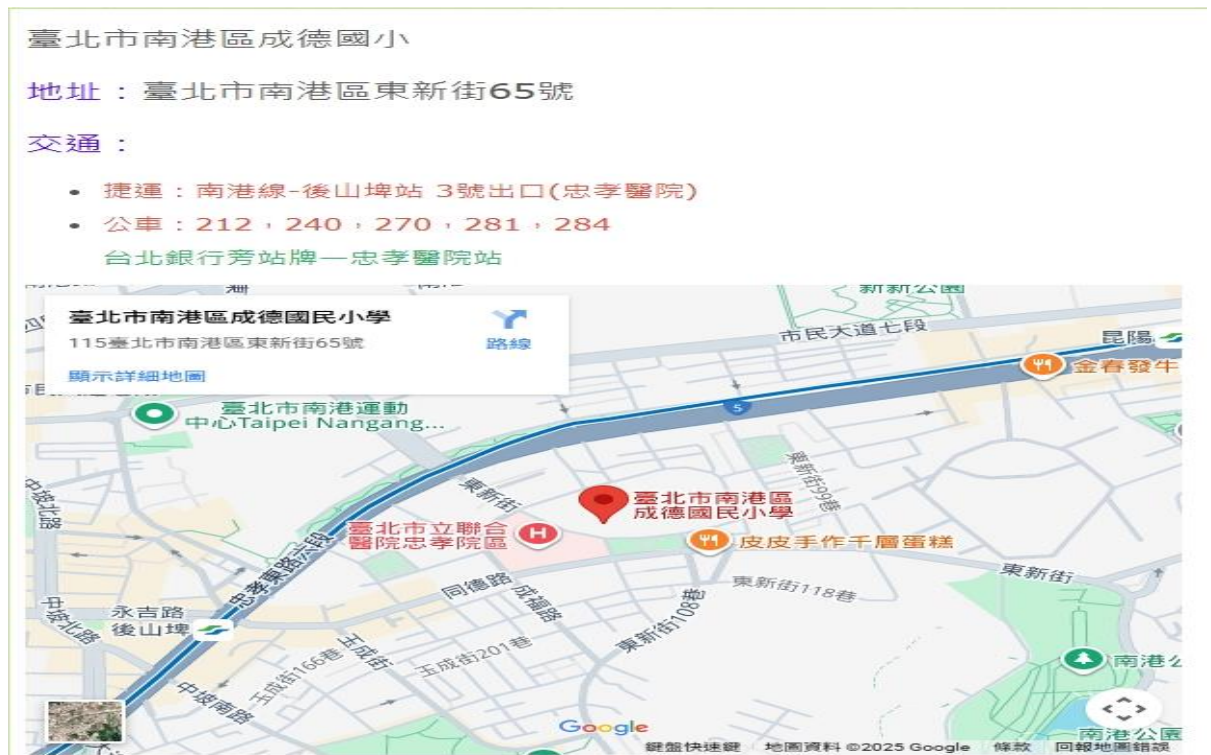 臺北市南港區成德國小
地址：臺北市南港區東新街65號
交通：
捷運：南港線-後山埤站 3號出口(忠孝醫院)
公車：212，240，270，281，284
台北銀行旁站牌—忠孝醫院站
新新公園
臺北市南港區成德國民小學
115臺北市南港區東新街65號
路線
顯示詳細地圖
市民大道七段
昆陽
金春發牛
5
臺北市南港運動
中心Taipei Nangang...
中坡北路
東新街
東新街99巷
臺北市南港區
成德國民小學
臺北市立聯合
醫院忠孝院區
H
皮皮手作千層蛋糕
忠孝東路六段
同德路
成福路
東新街118巷
東新街
中坡北路
永吉路
後山埤
東新街108巷
玉成街
玉成街166巷
玉成街201巷
中坡南路
南港公
Google
南港公園
鍵盤快速鍵
地圖資料 ©2025 Google
條款
回報地圖錯誤